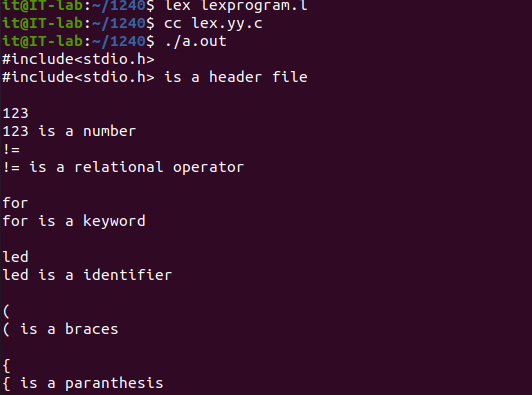 it@IT-lab:~/1240$ lex lexprogram.l
it@IT-lab:~/1240$ cc lex.yy.c
it@IT-lab:~/1240$ ./a.out
#include<stdio.h>
#include<stdio.h> is a header file
123
123 is a number
!=
!= is a relational operator
for
for is a keyword
led
led is a identifier
(
( is a braces
{
{ is a paranthesis